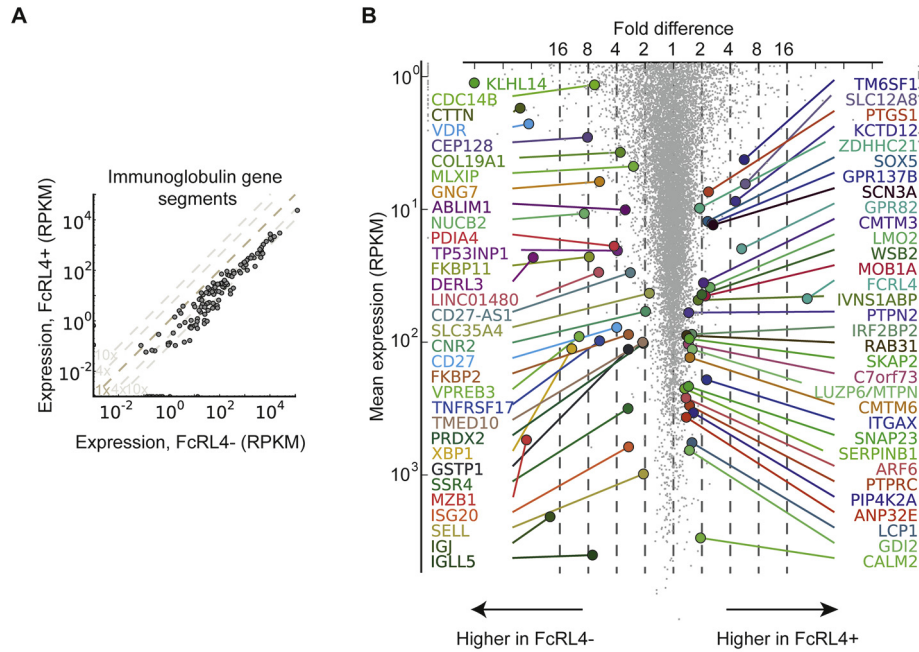 A
Immunoglobulin gene
segments
Expression, FcRL4+ (RPKM)
10^4
10^2
10^0
10^-2
10x
4x
1x
4x
10x
10^-2
10^0
10^2
10^4
Expression, FcRL4- (RPKM)
B
Fold difference
16 8 4 2 1 2 4 8 16
Mean expression (RPKM)
10^0
10^1
10^2
10^3
KLHL14
CDC14B
CTTN
VDR
CEP128
COL19A1
MLXIP
GNG7
ABLIM1
NUCB2
PDIA4
TP53INP1
FKBP11
DERL3
LINC01480
CD27-AS1
SLC35A4
CNR2
CD27
FKBP2
VPREB3
TNFRSF17
TMED10
PRDX2
XBP1
GSTP1
SSR4
MZB1
ISG20
SELL
IGJ
IGLL5
TM6SF1
SLC12A8
PTGS1
KCTD12
ZDHHC21
SOX5
GPR137B
SCN3A
GPR82
CMTM3
LMO2
WSB2
MOB1A
FCRL4
IVNS1ABP
PTPN2
IRF2BP2
RAB31
SKAP2
C7orf73
LUZP6/MTPN
CMTM6
ITGAX
SNAP23
SERPINB1
ARF6
PTPRC
PIP4K2A
ANP32E
LCP1
GDI2
CALM2
Higher in FcRL4-
Higher in FcRL4+